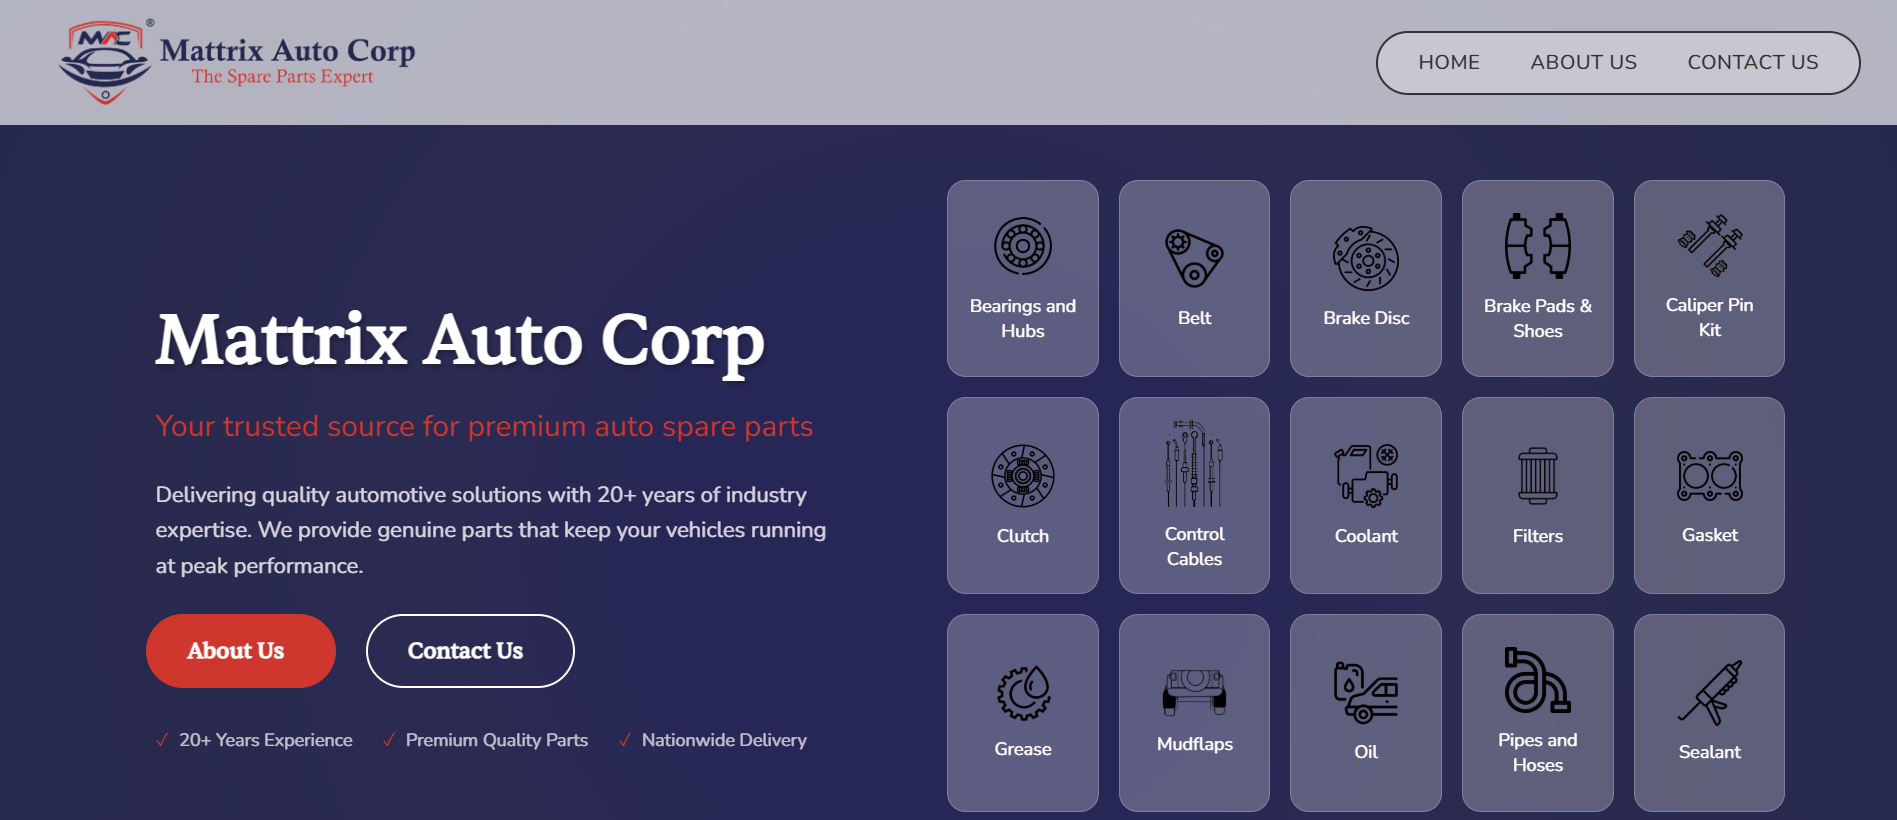 MAC
®
Mattrix Auto Corp
The Spare Parts Expert
HOME
ABOUT US
CONTACT US
Mattrix Auto Corp
Your trusted source for premium auto spare parts
Delivering quality automotive solutions with 20+ years of industry
expertise. We provide genuine parts that keep your vehicles running
at peak performance.
About Us
Contact Us
✓ 20+ Years Experience
✓ Premium Quality Parts
✓ Nationwide Delivery
Bearings and
Hubs
Belt
Brake Disc
Brake Pads &
Shoes
Caliper Pin
Kit
Clutch
Control
Cables
Coolant
Filters
Gasket
Grease
Mudflaps
Oil
Pipes and
Hoses
Sealant